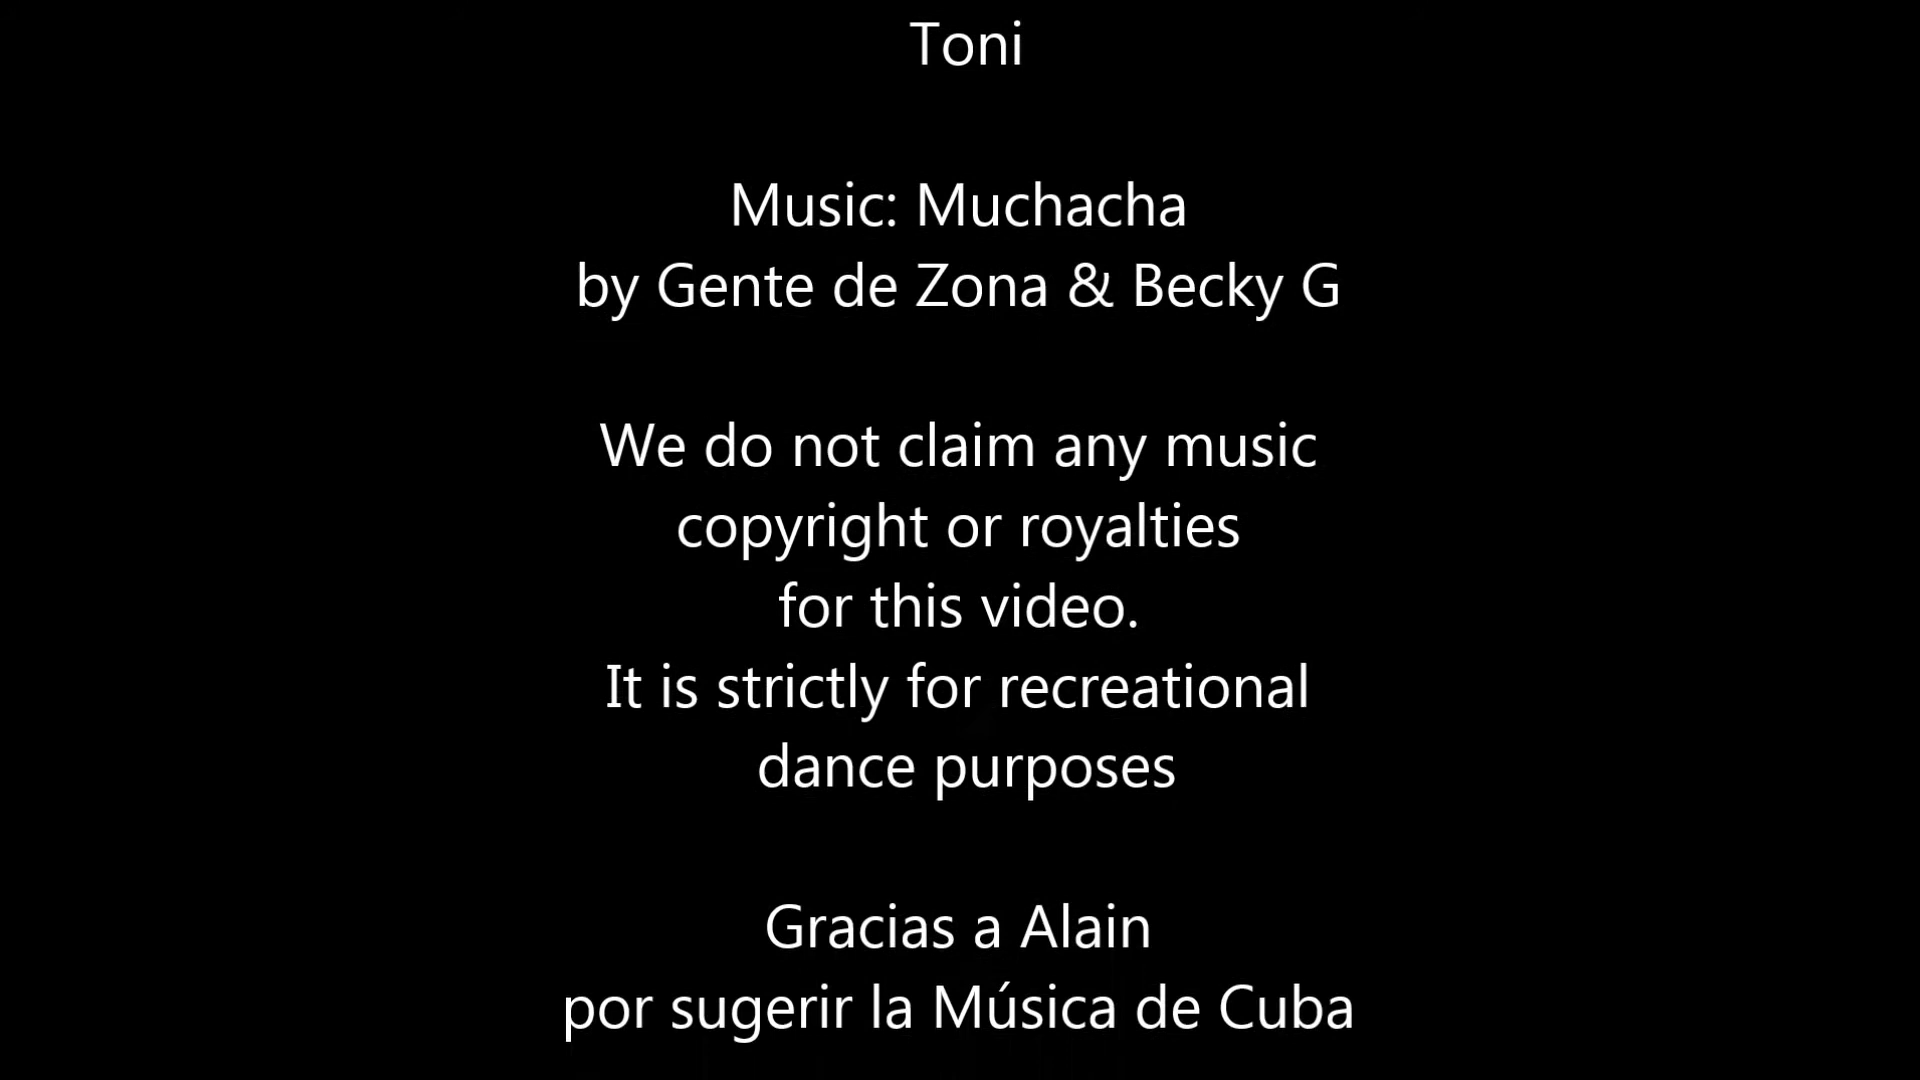 Toni
Music: Muchacha
by Gente de Zona & Becky G
We do not claim any music
copyright or royalties
for this video.
It is strictly for recreational
dance purposes
Gracias a Alain
por sugerir la Música de Cuba